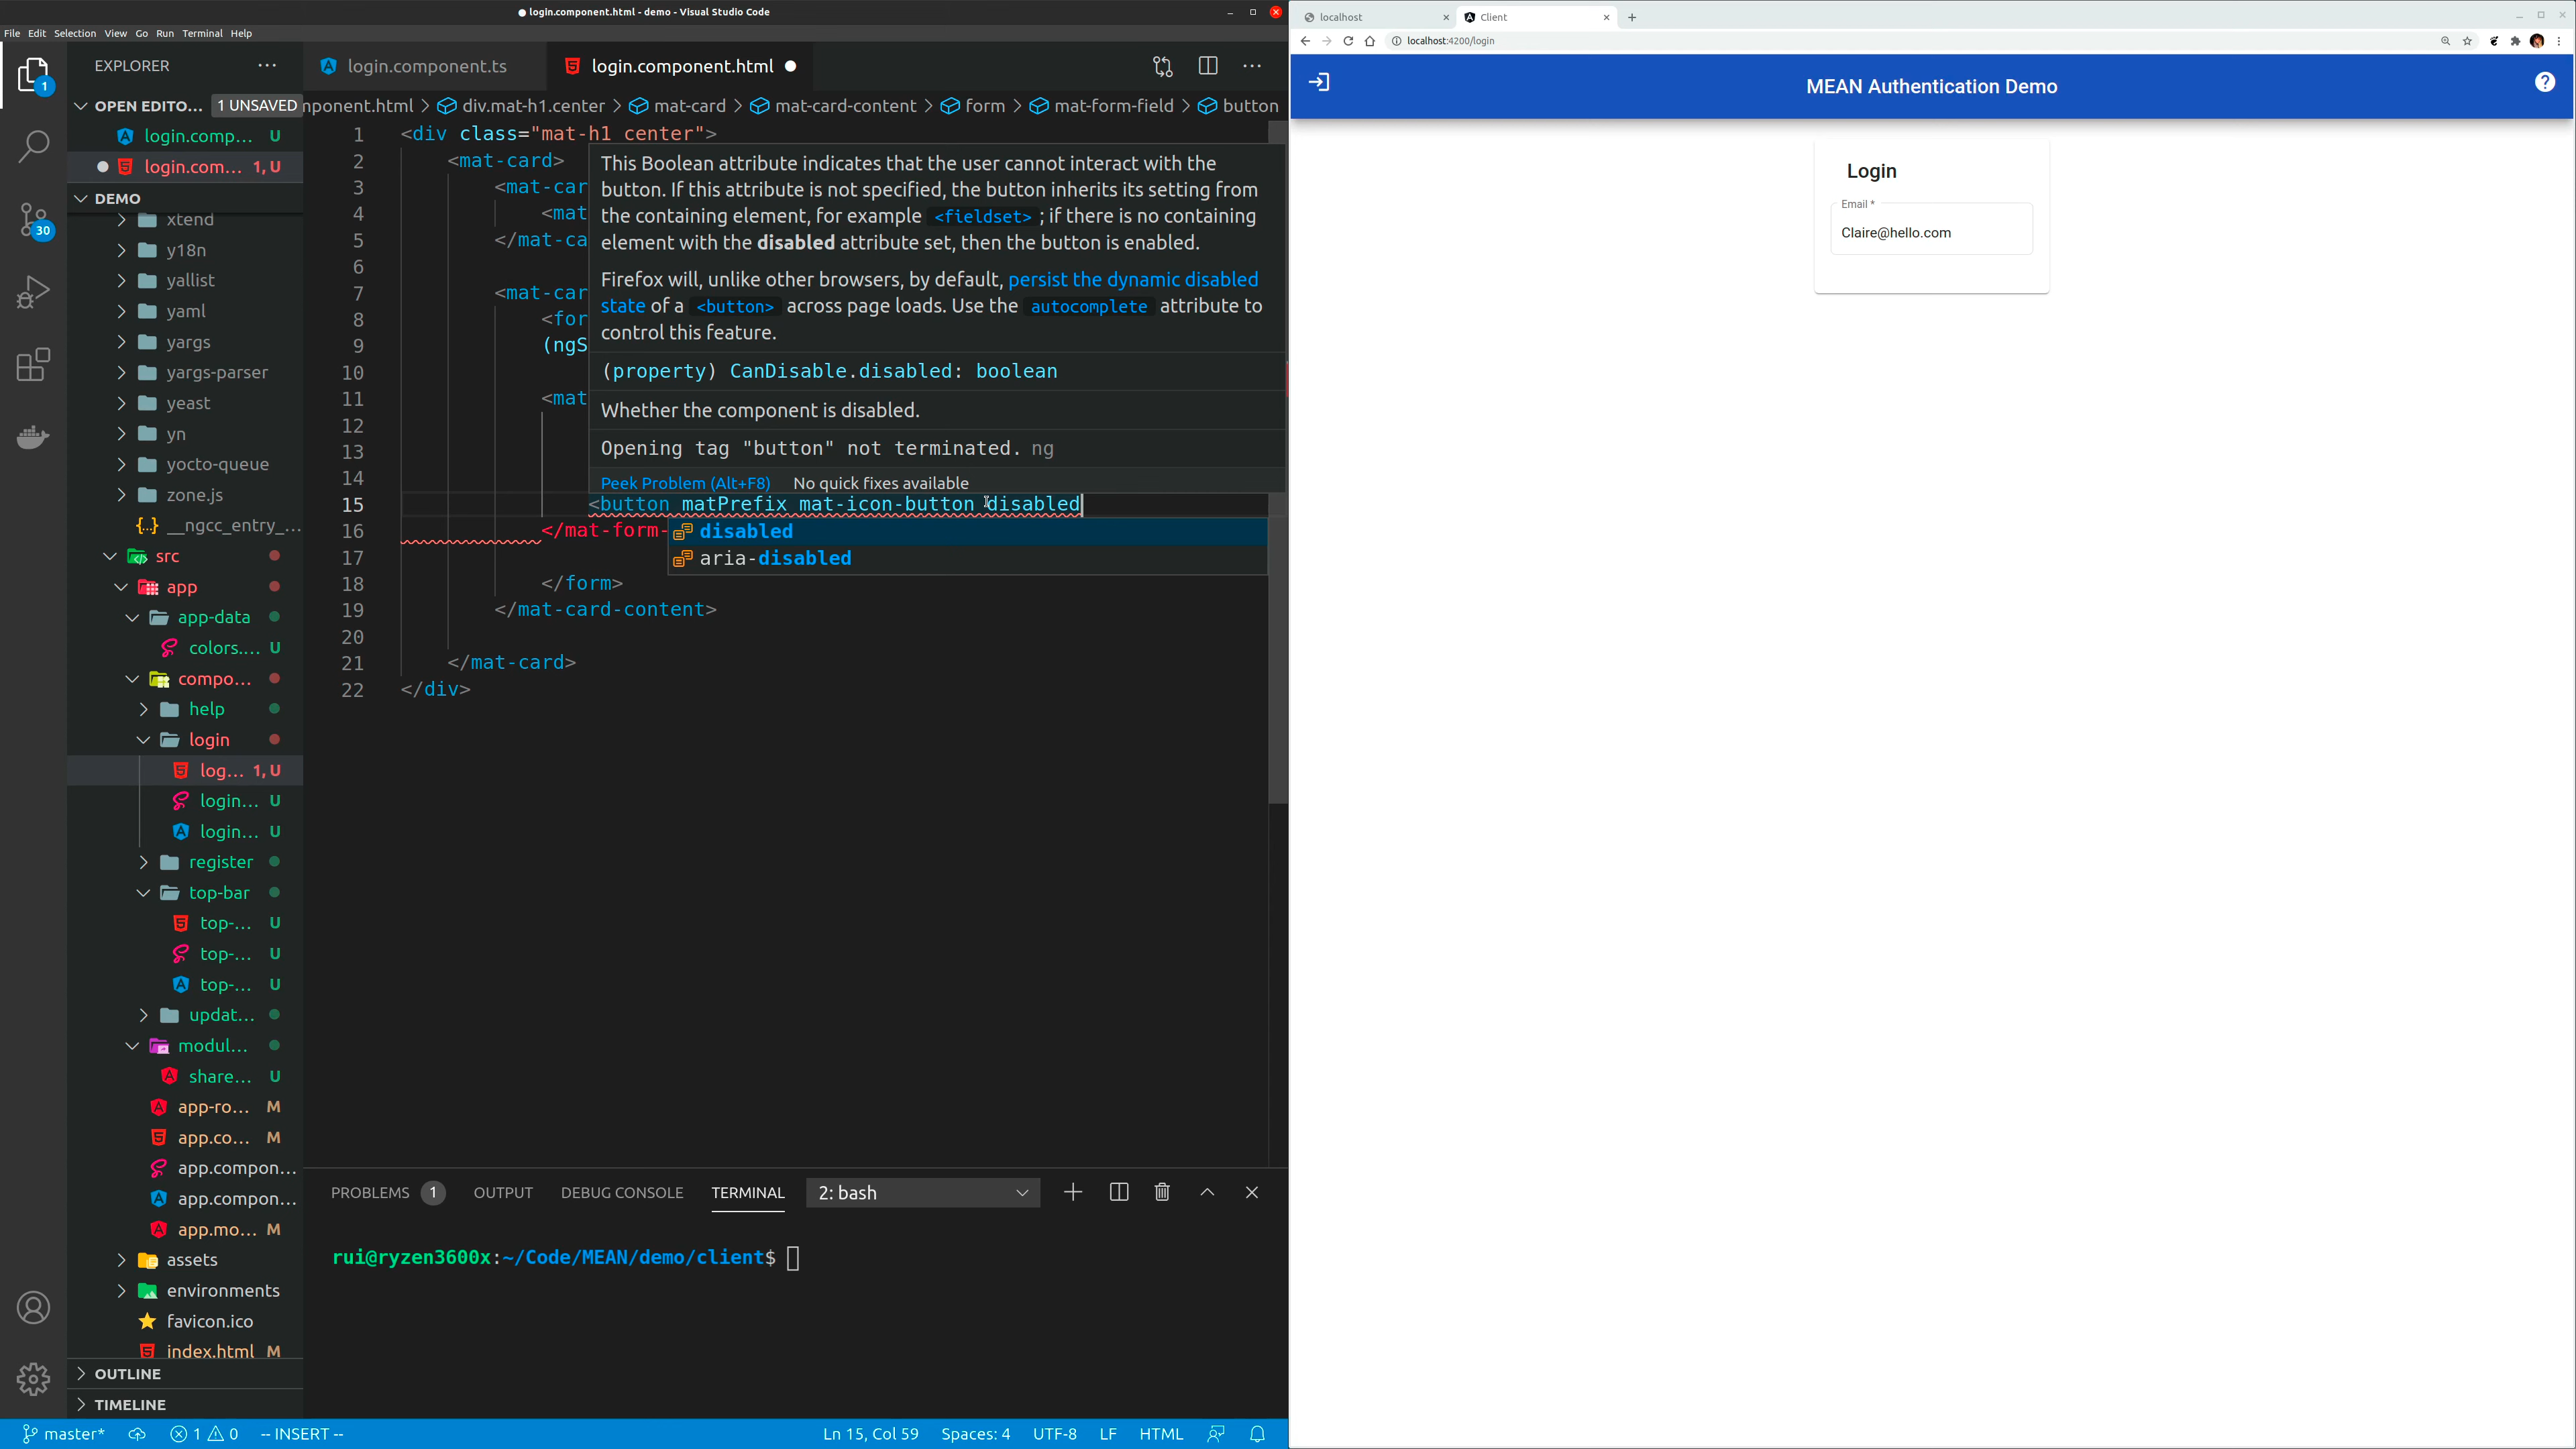 login.component.html - demo - Visual Studio Code
File Edit Selection View Go Run Terminal Help
EXPLORER
OPEN EDITO... 1 UNSAVED
login.comp... U
login.com... 1, U
DEMO
xtend
y18n
yallist
yaml
yargs
yargs-parser
yeast
yn
yocto-queue
zone.js
__ngcc_entry_...
src
app
app-data
colors.... U
compo...
help
login
log... 1, U
login... U
login... U
register
top-bar
top-... U
top-... U
top-... U
updat...
modul...
share... U
app-ro... M
app.co... M
app.compon...
app.compon...
app.mo... M
assets
environments
favicon.ico
index.html M
OUTLINE
TIMELINE
1
30
login.component.ts
login.component.html
mponent.html > div.mat-h1.center > mat-card > mat-card-content > form > mat-form-field > button
1 <div class="mat-h1 center">
2 <mat-card>
3 <mat-car
4 <mat
5 </mat-ca
6
7 <mat-car
8 <for
9 (ngS
10
11 <mat
12
13
14
15 <button matPrefix mat-icon-button disabled
16 </mat-form-
17
18 </form>
19 </mat-card-content>
20
21 </mat-card>
22 </div>
This Boolean attribute indicates that the user cannot interact with the
button. If this attribute is not specified, the button inherits its setting from
the containing element, for example <fieldset> ; if there is no containing
element with the disabled attribute set, then the button is enabled.
Firefox will, unlike other browsers, by default, persist the dynamic disabled
state of a <button> across page loads. Use the autocomplete attribute to
control this feature.
(property) CanDisable.disabled: boolean
Whether the component is disabled.
Opening tag "button" not terminated. ng
Peek Problem (Alt+F8) No quick fixes available
disabled
aria-disabled
PROBLEMS 1 OUTPUT DEBUG CONSOLE TERMINAL 2: bash
rui@ryzen3600x:~/Code/MEAN/demo/client$
master* 1 0 -- INSERT -- Ln 15, Col 59 Spaces: 4 UTF-8 LF HTML
localhost
Client
localhost:4200/login
MEAN Authentication Demo
Login
Email *
Claire@hello.com